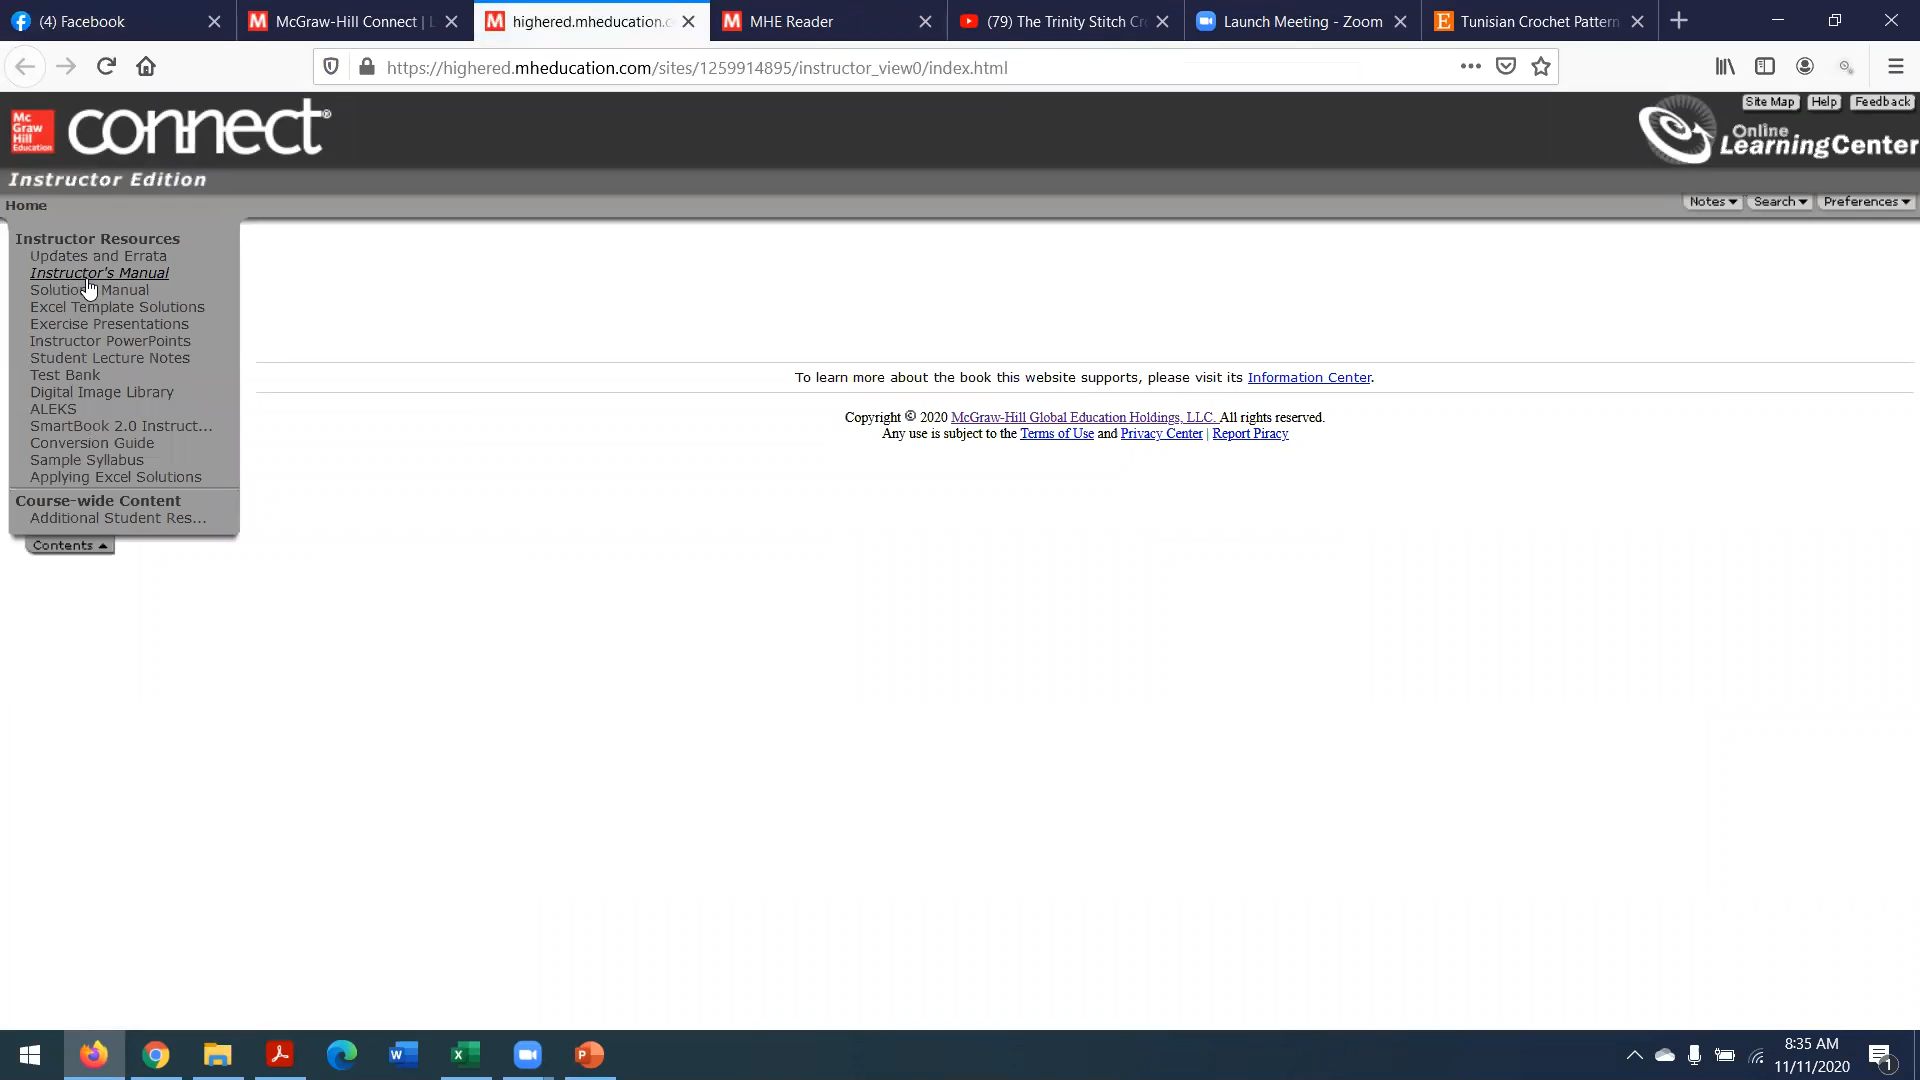 (4) Facebook
McGraw-Hill Connect | L
highered.mheducation.c
MHE Reader
(79) The Trinity Stitch Cr
Launch Meeting - Zoom
Tunisian Crochet Pattern
https://highered.mheducation.com/sites/1259914895/instructor_view0/index.html
Mc
Graw
Hill
Education
connect®
Site Map
Help
Feedback
Online
LearningCenter
Instructor Edition
Home
Notes
Search
Preferences
Instructor Resources
Updates and Errata
Instructor's Manual
Manual
Excel Template Solutions
Exercise Presentations
Instructor PowerPoints
Student Lecture Notes
Test Bank
Digital Image Library
ALEKS
SmartBook 2.0 Instruct...
Conversion Guide
Sample Syllabus
Applying Excel Solutions
Course-wide Content
Additional Student Res...
Contents
To learn more about the book this website supports, please visit its Information Center.
Copyright © 2020 McGraw-Hill Global Education Holdings, LLC. All rights reserved.
Any use is subject to the Terms of Use and Privacy Center | Report Piracy
8:35 AM
11/11/2020
1